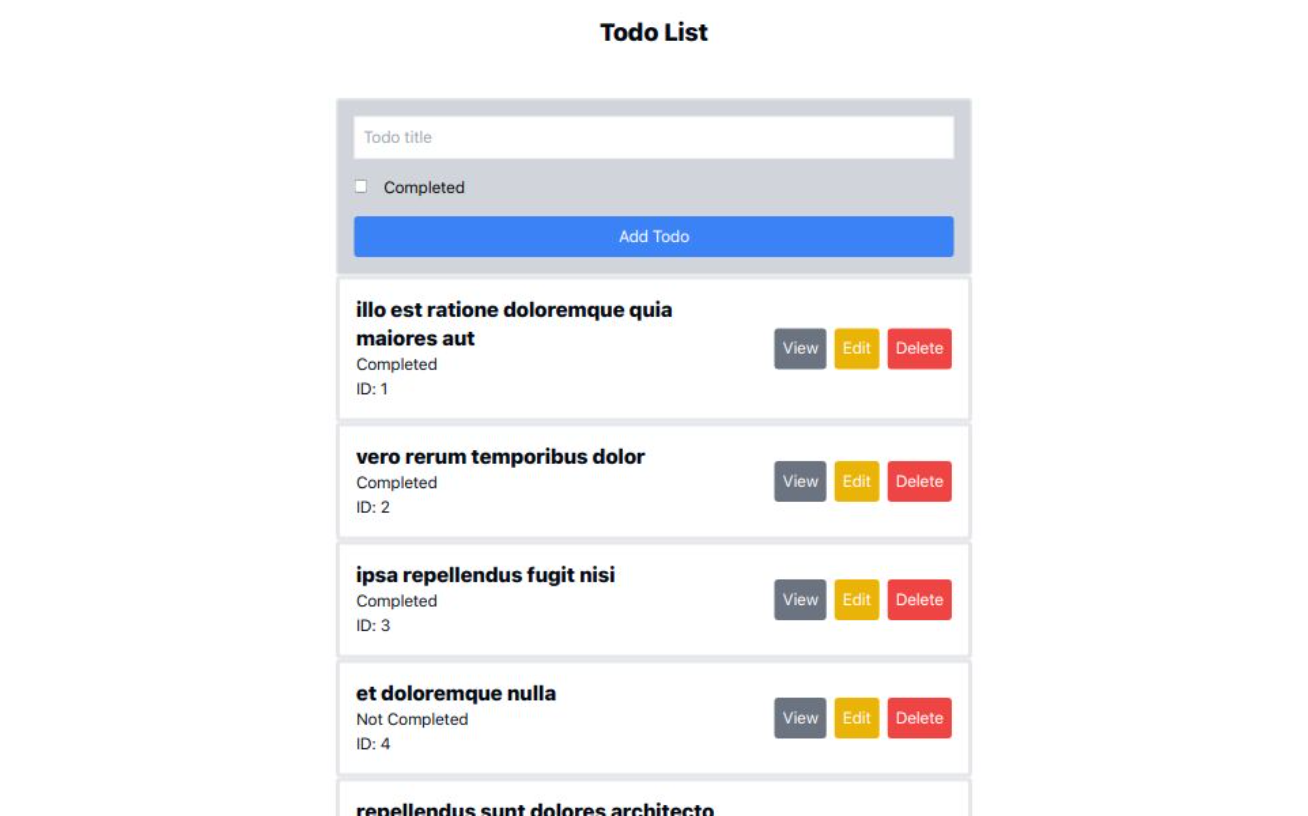 Todo List
Todo title
Completed
Add Todo
illo est ratione doloremque quia
maiores aut
Completed
ID: 1
View Edit Delete
vero rerum temporibus dolor
Completed
ID: 2
View Edit Delete
ipsa repellendus fugit nisi
Completed
ID: 3
View Edit Delete
et doloremque nulla
Not Completed
ID: 4
View Edit Delete
repellendus sunt dolores architecto